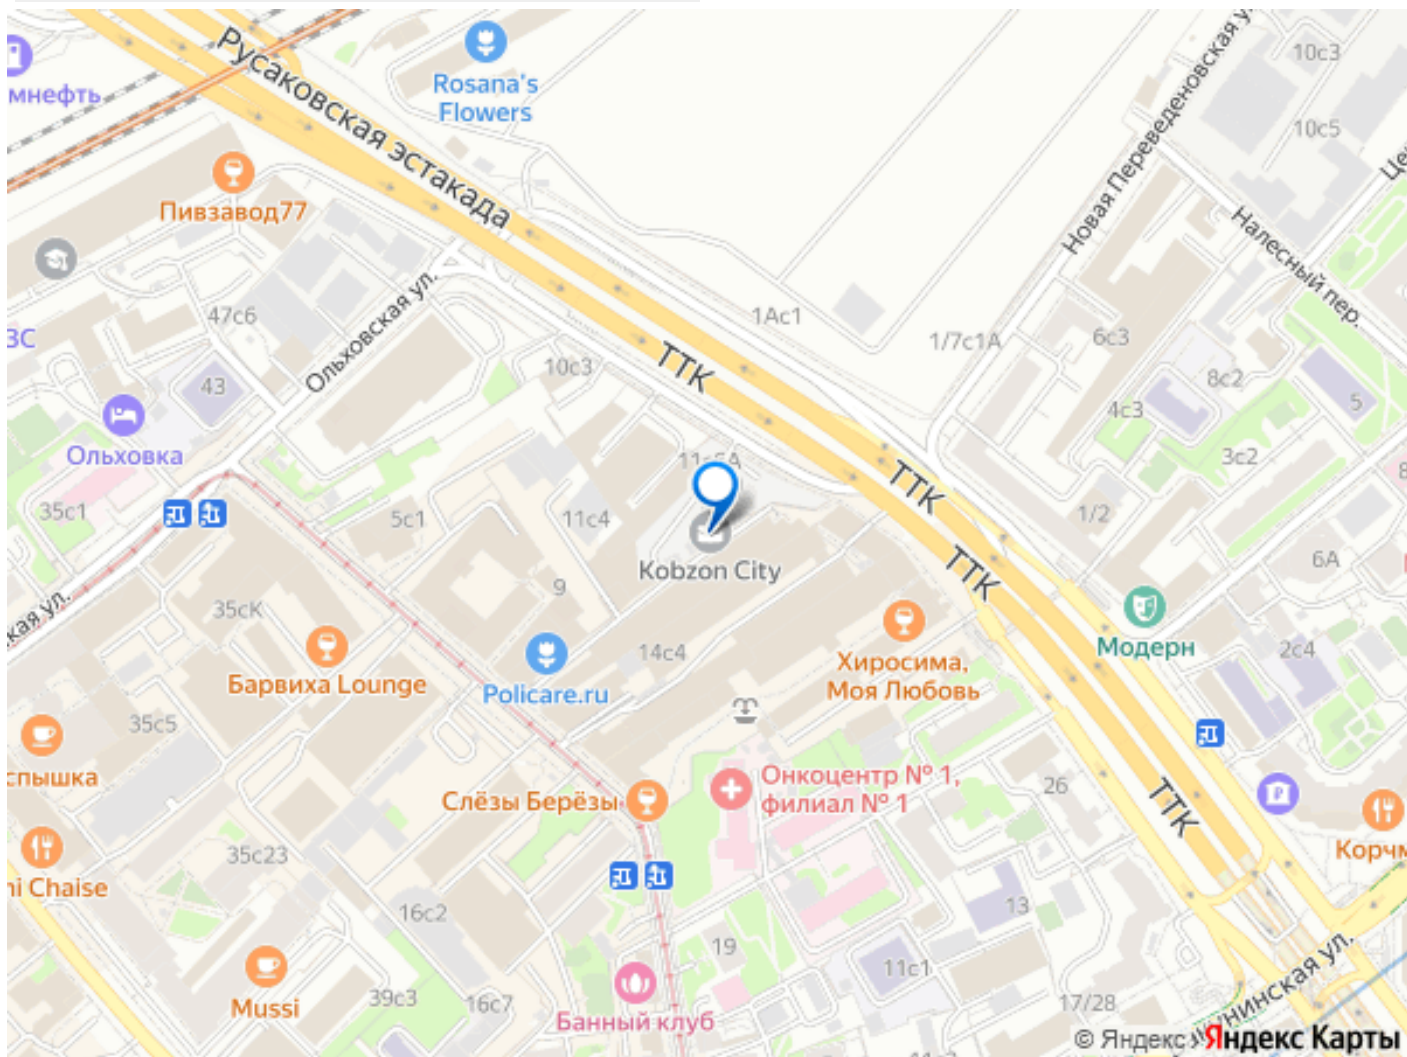 Русаковская эстакада
Rosana's
Flowers
мнефть
Пивзавод77
10с3
10с5
Новая Переведеновская ул.
Налесный пер.
47с6
Ольховская ул.
43
10с3
ТТК
1Ас1
1/7с1А
6с3
8с2
4с3
5
3с2
Ольховка
35с1
5с1
11с4
Kobzon City
ТТК
1/2
6А
ТТК
9
35сК
кая ул.
14с4
Policare.ru
Барвиха Lounge
Хиросима,
Моя Любовь
Модерн
2с4
35с5
спышка
Слёзы Берёзы
Онкоцентр № 1,
филиал № 1
26
ТТК
Корчм
35с23
ni Chaise
16с2
13
19
11с1
Mussi
39с3
16с7
Банный клуб
17/28
© Яндекс
Яндекс Карты